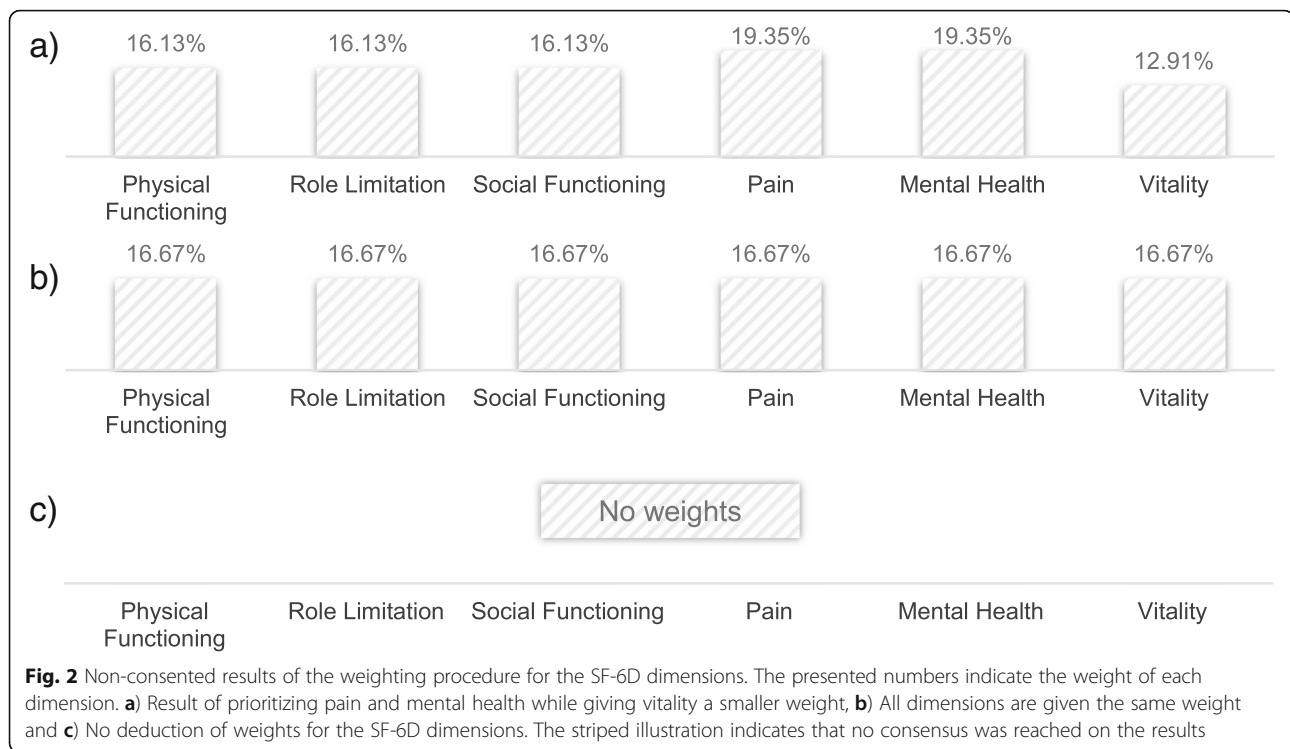 a)
16.13% 16.13% 16.13% 19.35% 19.35% 12.91%
Physical Functioning Role Limitation Social Functioning Pain Mental Health Vitality
b)
16.67% 16.67% 16.67% 16.67% 16.67% 16.67%
Physical Functioning Role Limitation Social Functioning Pain Mental Health Vitality
c)
No weights
Physical Functioning Role Limitation Social Functioning Pain Mental Health Vitality
Fig. 2 Non-consented results of the weighting procedure for the SF-6D dimensions. The presented numbers indicate the weight of each
dimension. a) Result of prioritizing pain and mental health while giving vitality a smaller weight, b) All dimensions are given the same weight
and c) No deduction of weights for the SF-6D dimensions. The striped illustration indicates that no consensus was reached on the results